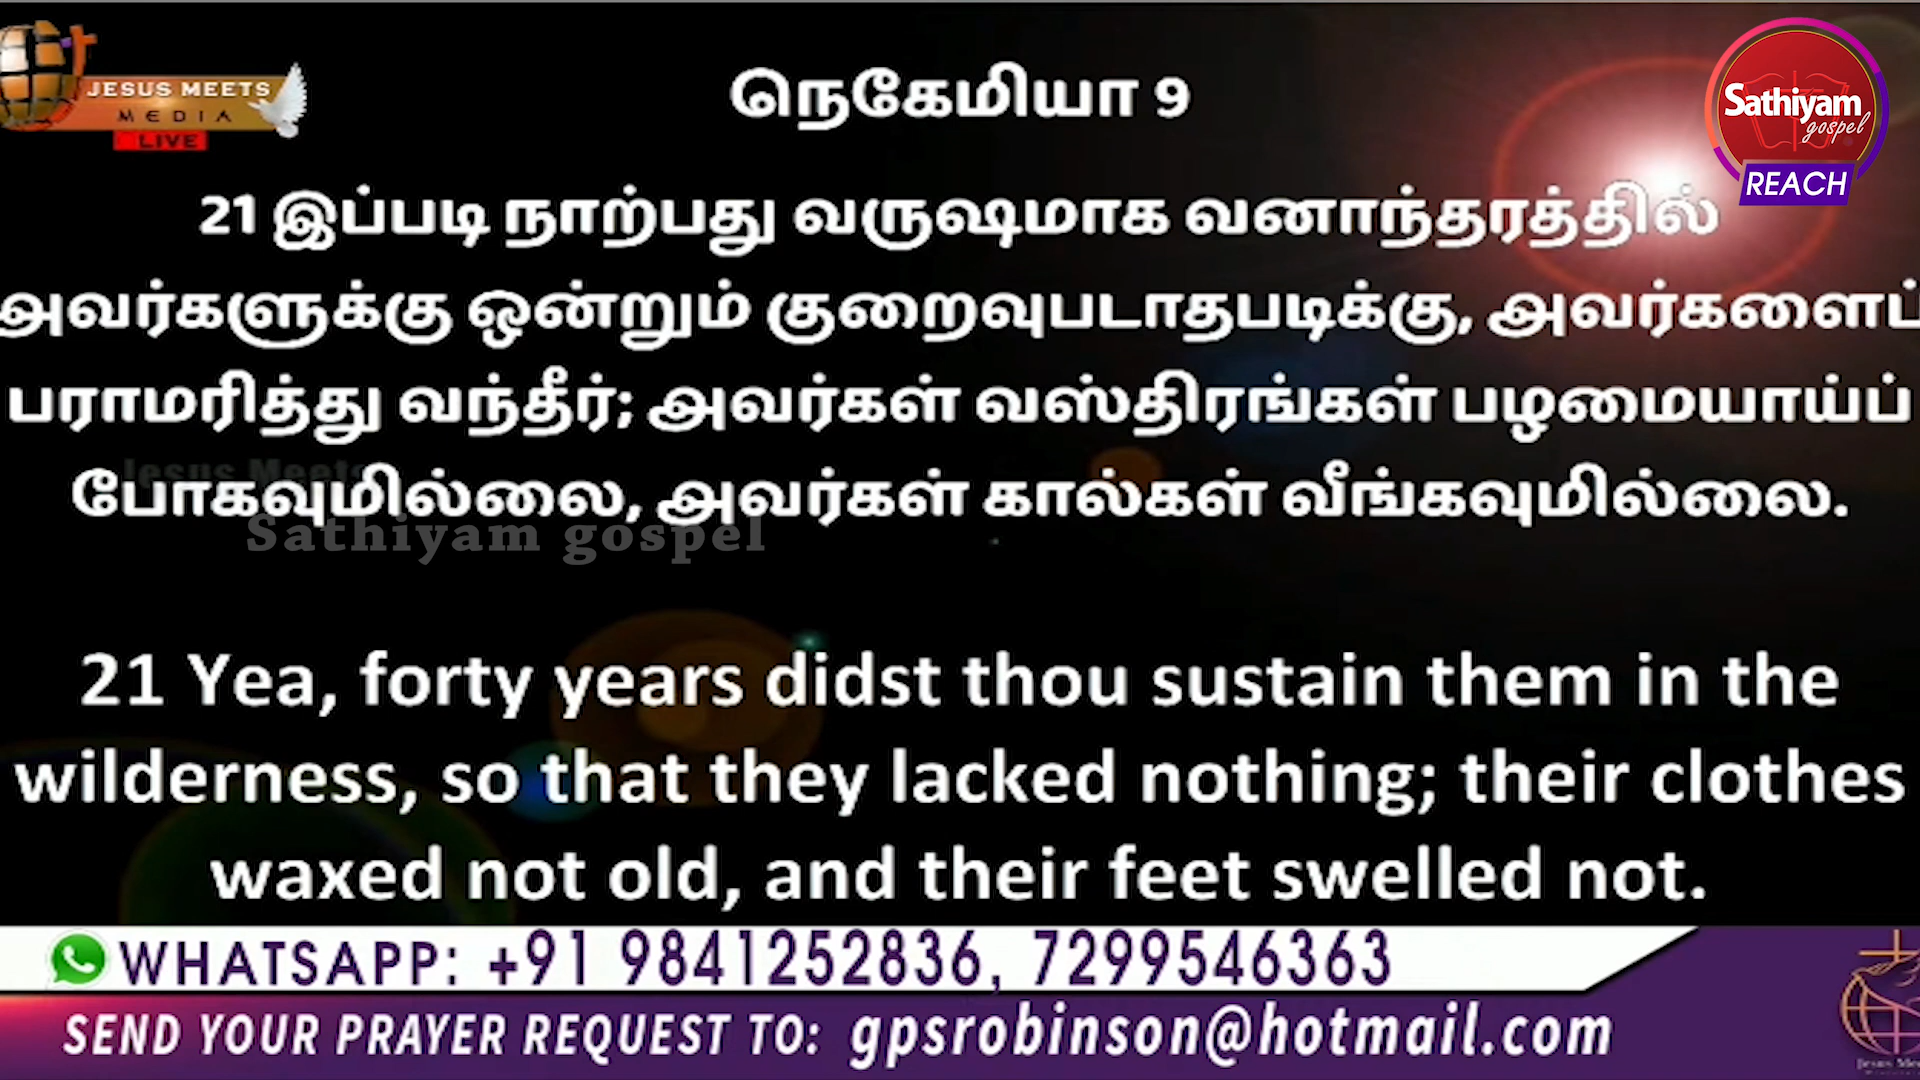 JESUS MEETS
MEDIA
LIVE
Sathiyam
gospel
REACH
நெகேமியா 9
21 இப்படி நாற்பது வருஷமாக வனாந்தரத்தில்
அவர்களுக்கு ஒன்றும் குறைவுபடாதபடிக்கு, அவர்களைப்
பராமரித்து வந்தீர்; அவர்கள் வஸ்திரங்கள் பழமையாய்ப்
போகவுமில்லை, அவர்கள் கால்கள் வீங்கவுமில்லை.
Jesus Meets
Sathiyam gospel
21 Yea, forty years didst thou sustain them in the
wilderness, so that they lacked nothing; their clothes
waxed not old, and their feet swelled not.
WHATSAPP: +91 9841252836, 7299546363
SEND YOUR PRAYER REQUEST TO: gpsrobinson@hotmail.com